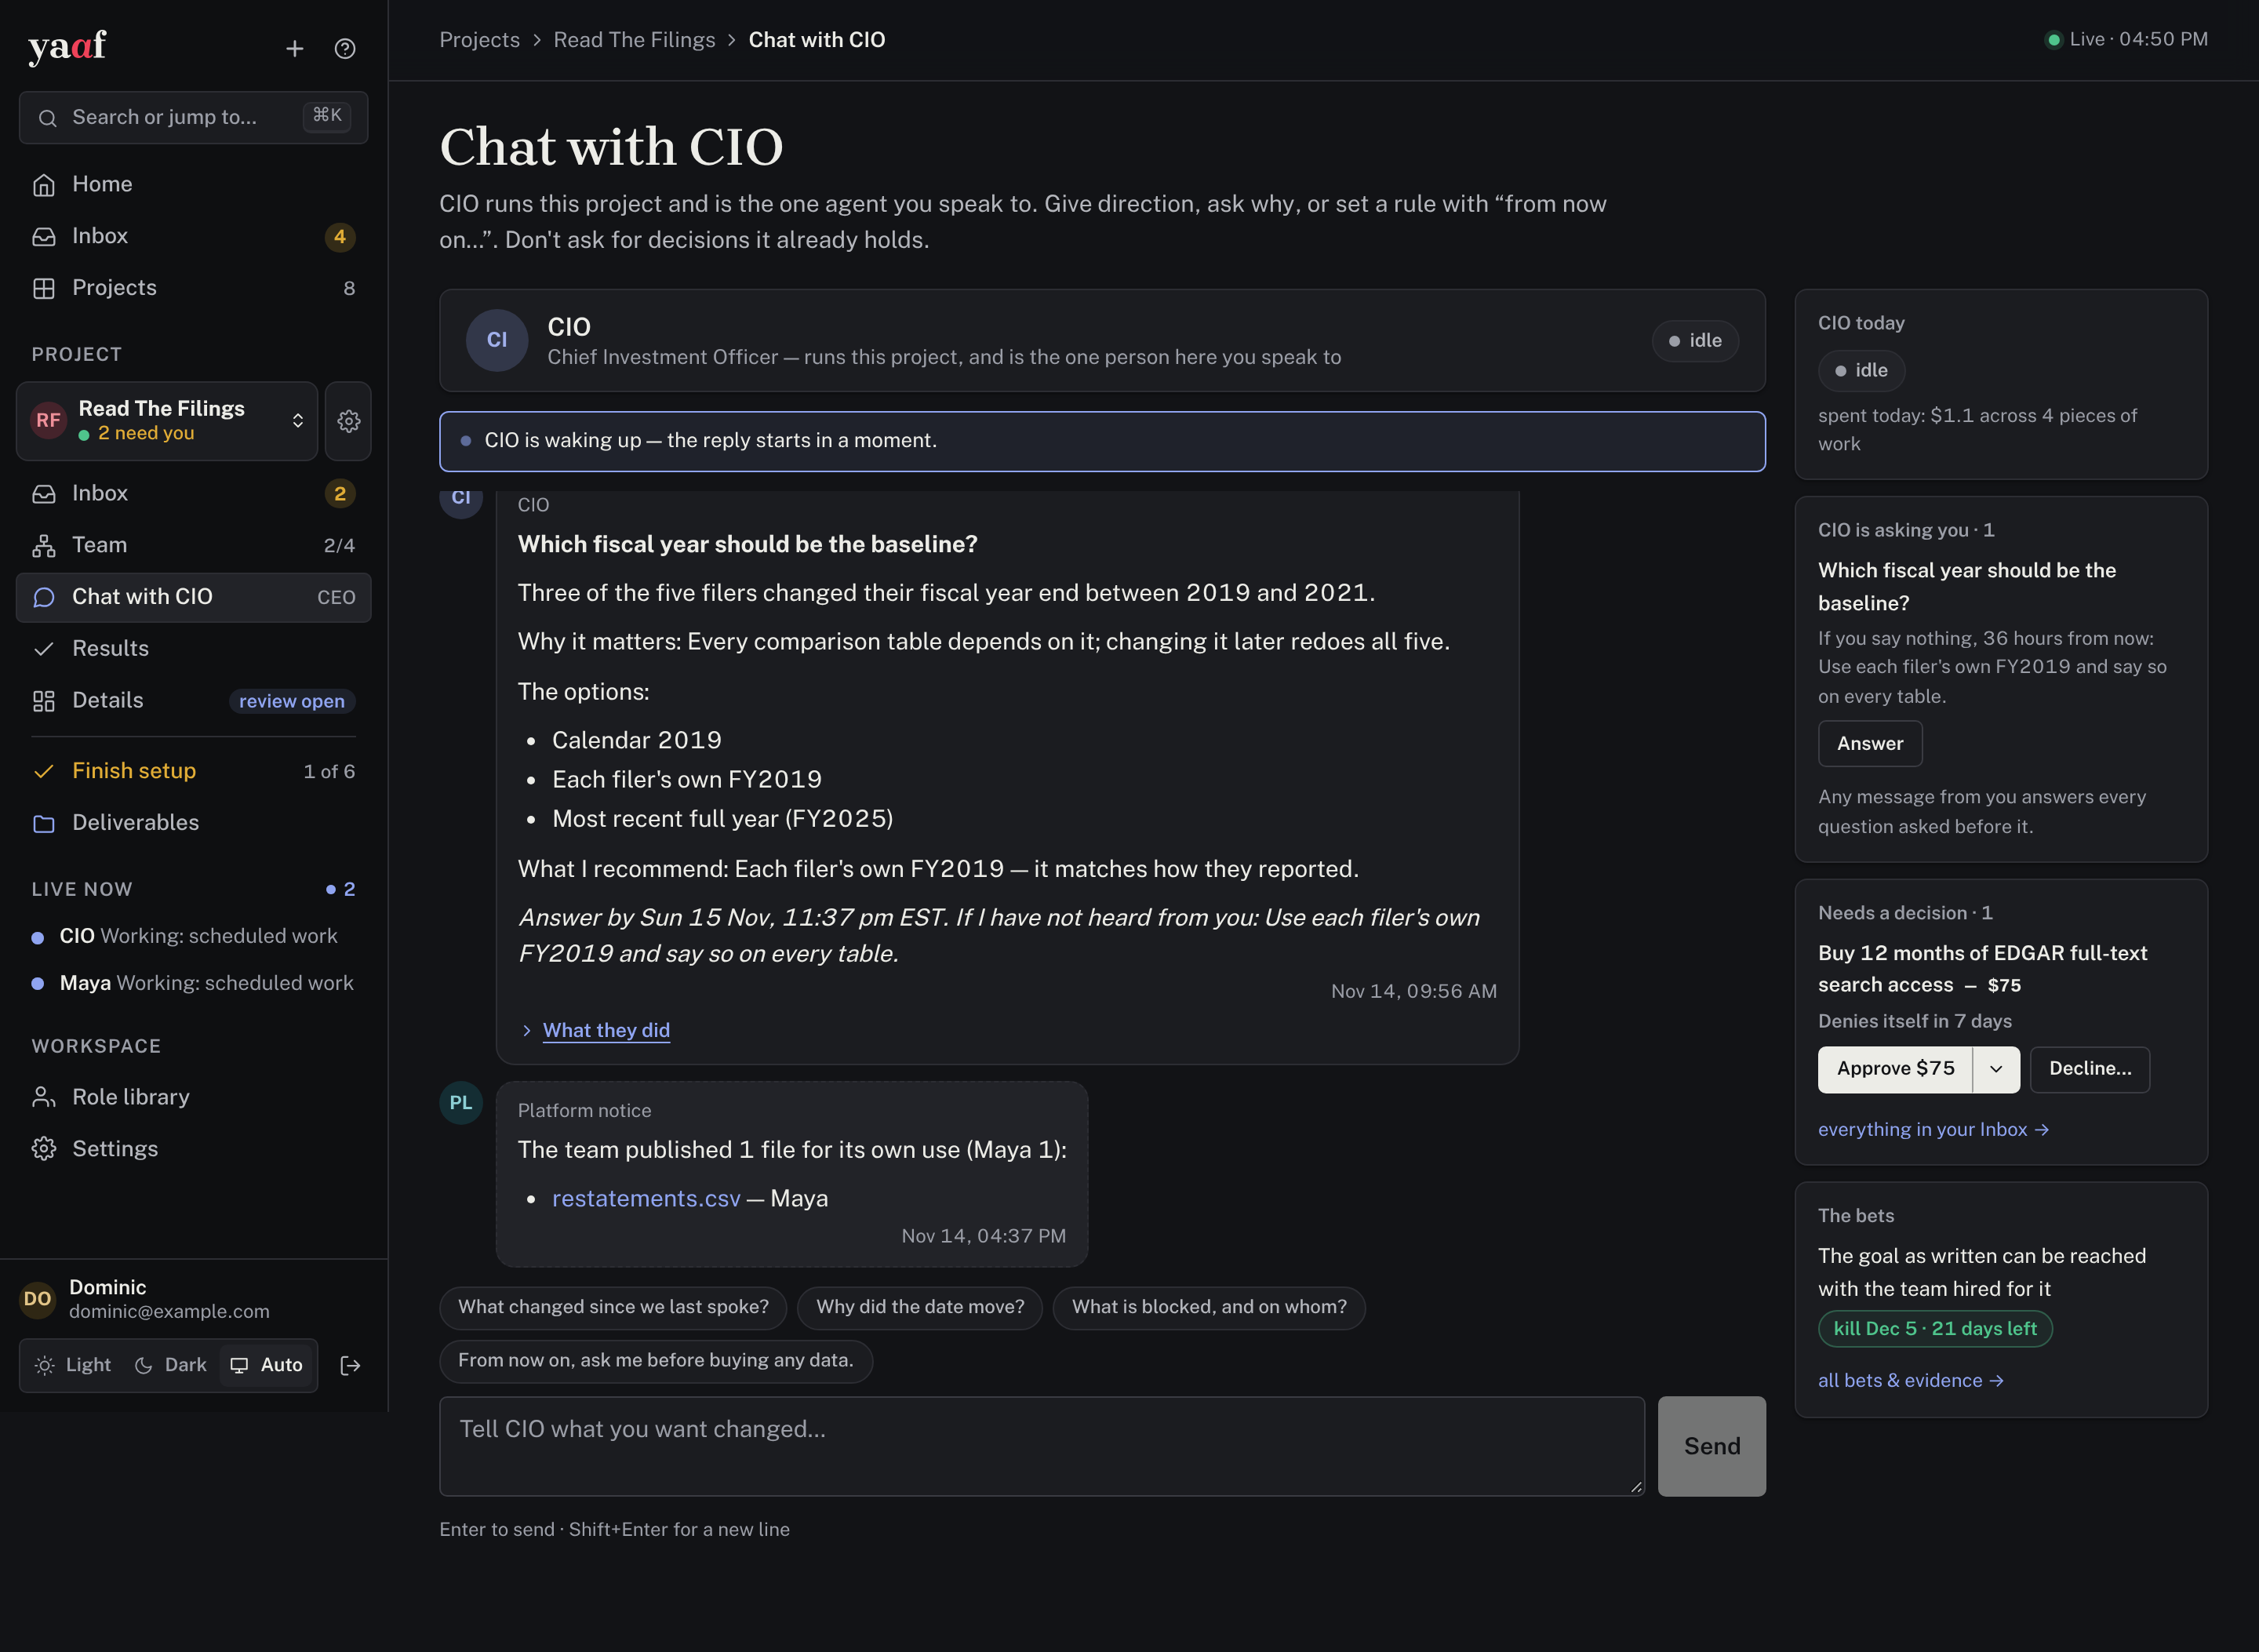 yaaf
Search or jump to...
⌘K
Home
Inbox
4
Projects
8
PROJECT
RF
Read The Filings
2 need you
Inbox
2
Team
2/4
Chat with CIO
CEO
Results
Details
review open
Finish setup
1 of 6
Deliverables
LIVE NOW
2
CIO Working: scheduled work
Maya Working: scheduled work
WORKSPACE
Role library
Settings
DO
Dominic
dominic@example.com
Light
Dark
Auto
Projects > Read The Filings > Chat with CIO
Live · 04:50 PM
Chat with CIO
CIO runs this project and is the one agent you speak to. Give direction, ask why, or set a rule with “from now
on…”. Don't ask for decisions it already holds.
CI
CIO
Chief Investment Officer — runs this project, and is the one person here you speak to
idle
CIO is waking up — the reply starts in a moment.
CI
CIO
Which fiscal year should be the baseline?
Three of the five filers changed their fiscal year end between 2019 and 2021.
Why it matters: Every comparison table depends on it; changing it later redoes all five.
The options:
• Calendar 2019
• Each filer's own FY2019
• Most recent full year (FY2025)
What I recommend: Each filer's own FY2019 — it matches how they reported.
Answer by Sun 15 Nov, 11:37 pm EST. If I have not heard from you: Use each filer's own
FY2019 and say so on every table.
Nov 14, 09:56 AM
What they did
PL
Platform notice
The team published 1 file for its own use (Maya 1):
• restatements.csv — Maya
Nov 14, 04:37 PM
What changed since we last spoke?
Why did the date move?
What is blocked, and on whom?
From now on, ask me before buying any data.
Tell CIO what you want changed…
Send
Enter to send · Shift+Enter for a new line
CIO today
idle
spent today: $1.1 across 4 pieces of
work
CIO is asking you · 1
Which fiscal year should be the
baseline?
If you say nothing, 36 hours from now:
Use each filer's own FY2019 and say so
on every table.
Answer
Any message from you answers every
question asked before it.
Needs a decision · 1
Buy 12 months of EDGAR full-text
search access — $75
Denies itself in 7 days
Approve $75
Decline…
everything in your Inbox →
The bets
The goal as written can be reached
with the team hired for it
kill Dec 5 · 21 days left
all bets & evidence →